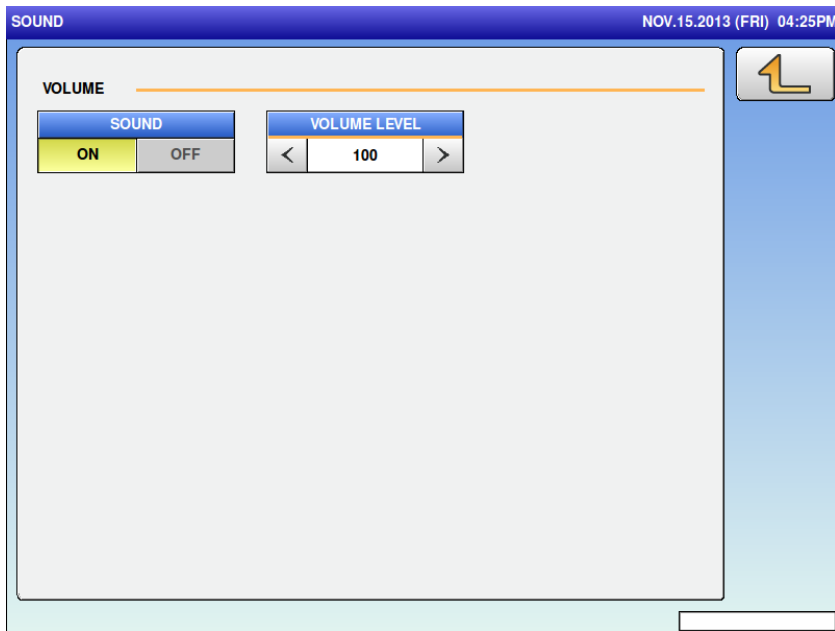 SOUND NOV.15.2013 (FRI) 04:25PM
VOLUME
SOUND VOLUME LEVEL
ON OFF < 100 >